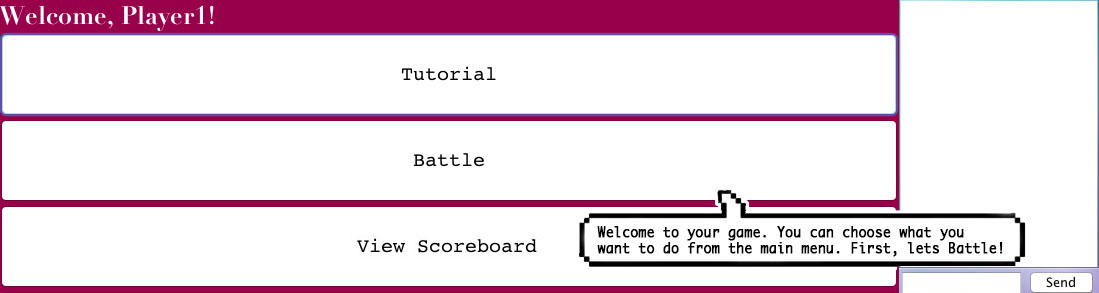 Welcome, Player1!
Tutorial
Battle
View Scoreboard
Welcome to your game. You can choose what you
want to do from the main menu. First, lets Battle!
Send